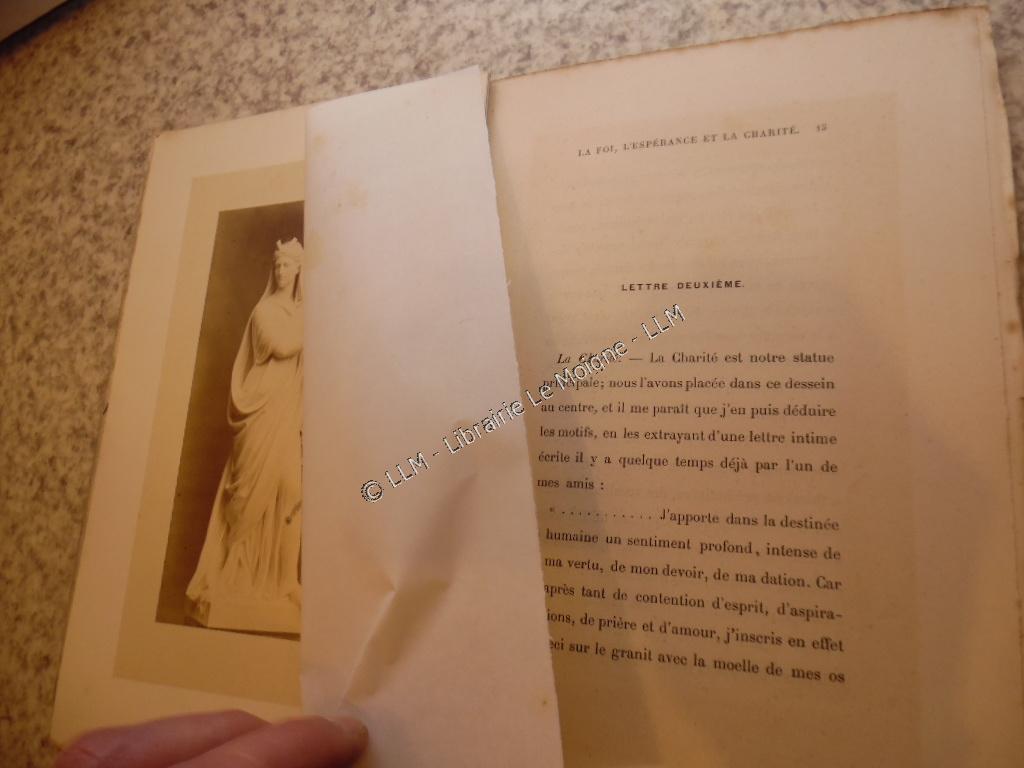 LA FOI, L'ESPÉRANCE ET LA CHARITÉ. 15
LETTRE DEUXIÈME.
La — La Charité est notre statue
principale; nous l'avons placée dans ce dessein
au centre, et il me paraît que j'en puis déduire
les motifs, en les extrayant d'une lettre intime
écrite il y a quelque temps déjà par l'un de
mes amis :
« . . . . . . . . . . . J'apporte dans la destinée
humaine un sentiment profond, intense de
ma vertu, de mon devoir, de ma dation. Car
après tant de contention d'esprit, d'aspira-
ions, de prière et d'amour, j'inscris en effet
eci sur le granit avec la moelle de mes os
© LLM - Librairie Le Moigne - LLM